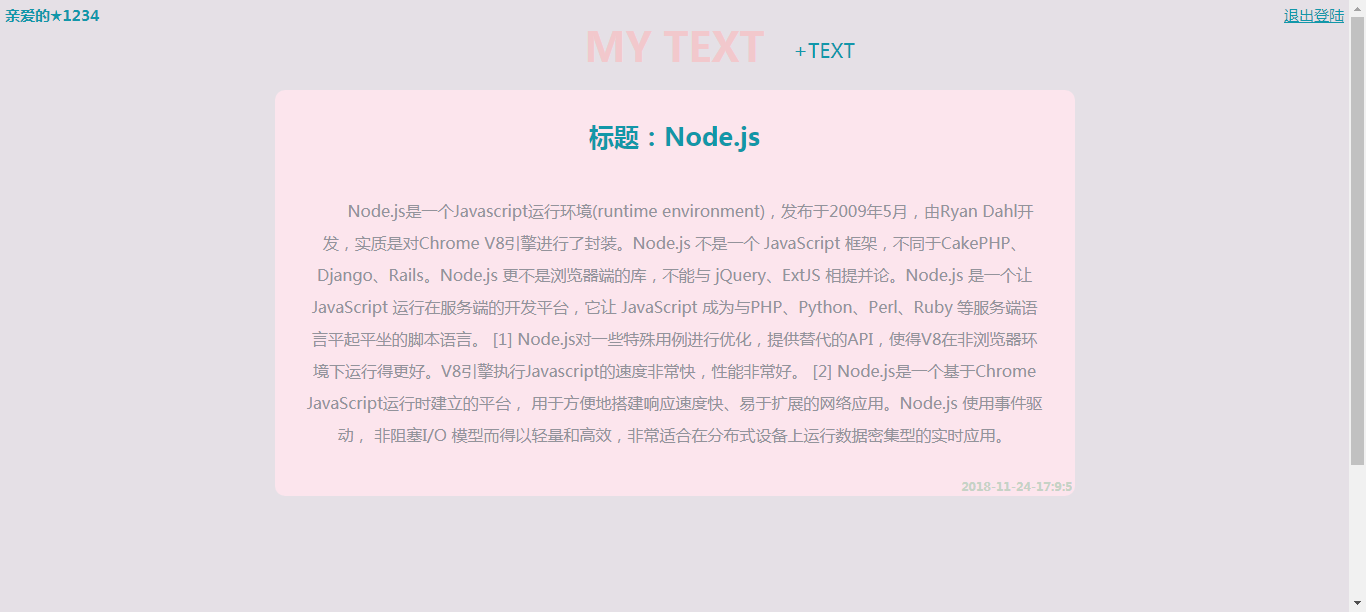 亲爱的★1234
退出登陆
MY TEXT +TEXT
标题：Node.js
Node.js是一个Javascript运行环境(runtime environment)，发布于2009年5月，由Ryan Dahl开
发，实质是对Chrome V8引擎进行了封装。Node.js 不是一个 JavaScript 框架，不同于CakePHP、
Django、Rails。Node.js 更不是浏览器端的库，不能与 jQuery、ExtJS 相提并论。Node.js 是一个让
JavaScript 运行在服务端的开发平台，它让 JavaScript 成为与PHP、Python、Perl、Ruby 等服务端语
言平起平坐的脚本语言。 [1] Node.js对一些特殊用例进行优化，提供替代的API，使得V8在非浏览器环
境下运行得更好。V8引擎执行Javascript的速度非常快，性能非常好。 [2] Node.js是一个基于Chrome
JavaScript运行时建立的平台， 用于方便地搭建响应速度快、易于扩展的网络应用。Node.js 使用事件驱
动， 非阻塞I/O 模型而得以轻量和高效，非常适合在分布式设备上运行数据密集型的实时应用。
2018-11-24-17:9:5